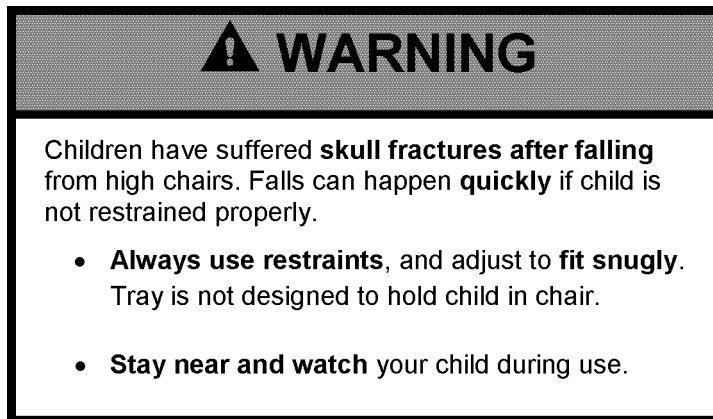 WARNING
Children have suffered skull fractures after falling
from high chairs. Falls can happen quickly if child is
not restrained properly.
• Always use restraints, and adjust to fit snugly.
Tray is not designed to hold child in chair.
• Stay near and watch your child during use.